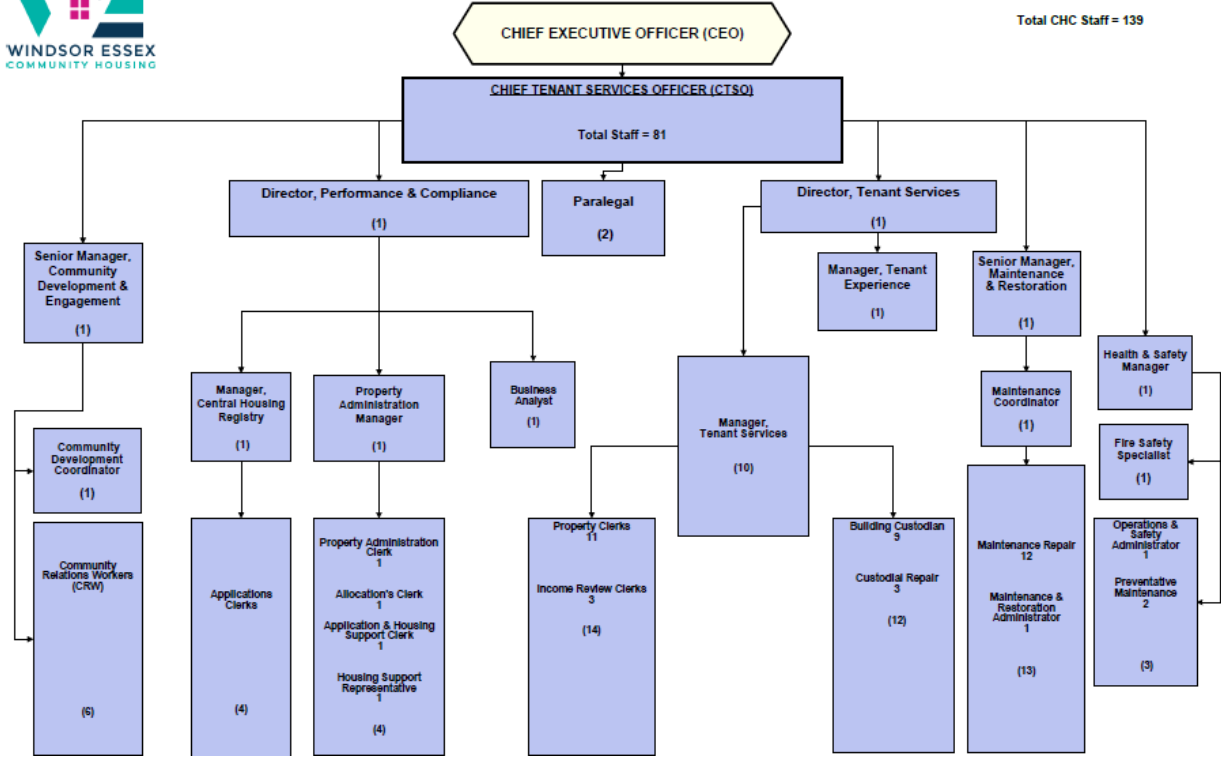 WINDSOR ESSEX
COMMUNITY HOUSING
CHIEF EXECUTIVE OFFICER (CEO)
Total CHC Staff = 139
CHIEF TENANT SERVICES OFFICER (CTSO)
Total Staff = 81
Senior Manager,
Community
Development &
Engagement
(1)
Director, Performance & Compliance
(1)
Paralegal
(2)
Director, Tenant Services
(1)
Manager, Tenant
Experience
(1)
Senior Manager,
Maintenance
& Restoration
(1)
Health & Safety
Manager
(1)
Manager,
Central Housing
Registry
(1)
Property
Administration
Manager
(1)
Business
Analyst
(1)
Manager,
Tenant Services
(10)
Maintenance
Coordinator
(1)
Fire Safety
Specialist
(1)
Community
Development
Coordinator
(1)
Community
Relations Workers
(CRW)
(6)
Applications
Clerks
(4)
Property Administration
Clerk
1
Allocation's Clerk
1
Application & Housing
Support Clerk
1
Housing Support
Representative
1
(4)
Property Clerks
11
Income Review Clerks
3
(14)
Building Custodian
9
Custodial Repair
3
(12)
Maintenance Repair
12
Maintenance &
Restoration
Administrator
1
(13)
Operations &
Safety
Administrator
1
Preventative
Maintenance
2
(3)